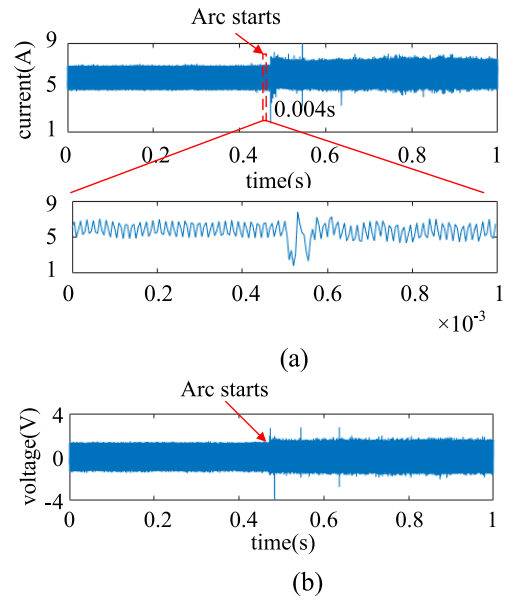 Arc starts
current(A)
9
5
1
0.004s
0 0.2 0.4 0.6 0.8 1
time(s)
9
5
1
0 0.2 0.4 0.6 0.8 1
×10-3
(a)
Arc starts
voltage(V)
4
0
-4
0 0.2 0.4 0.6 0.8 1
time(s)
(b)